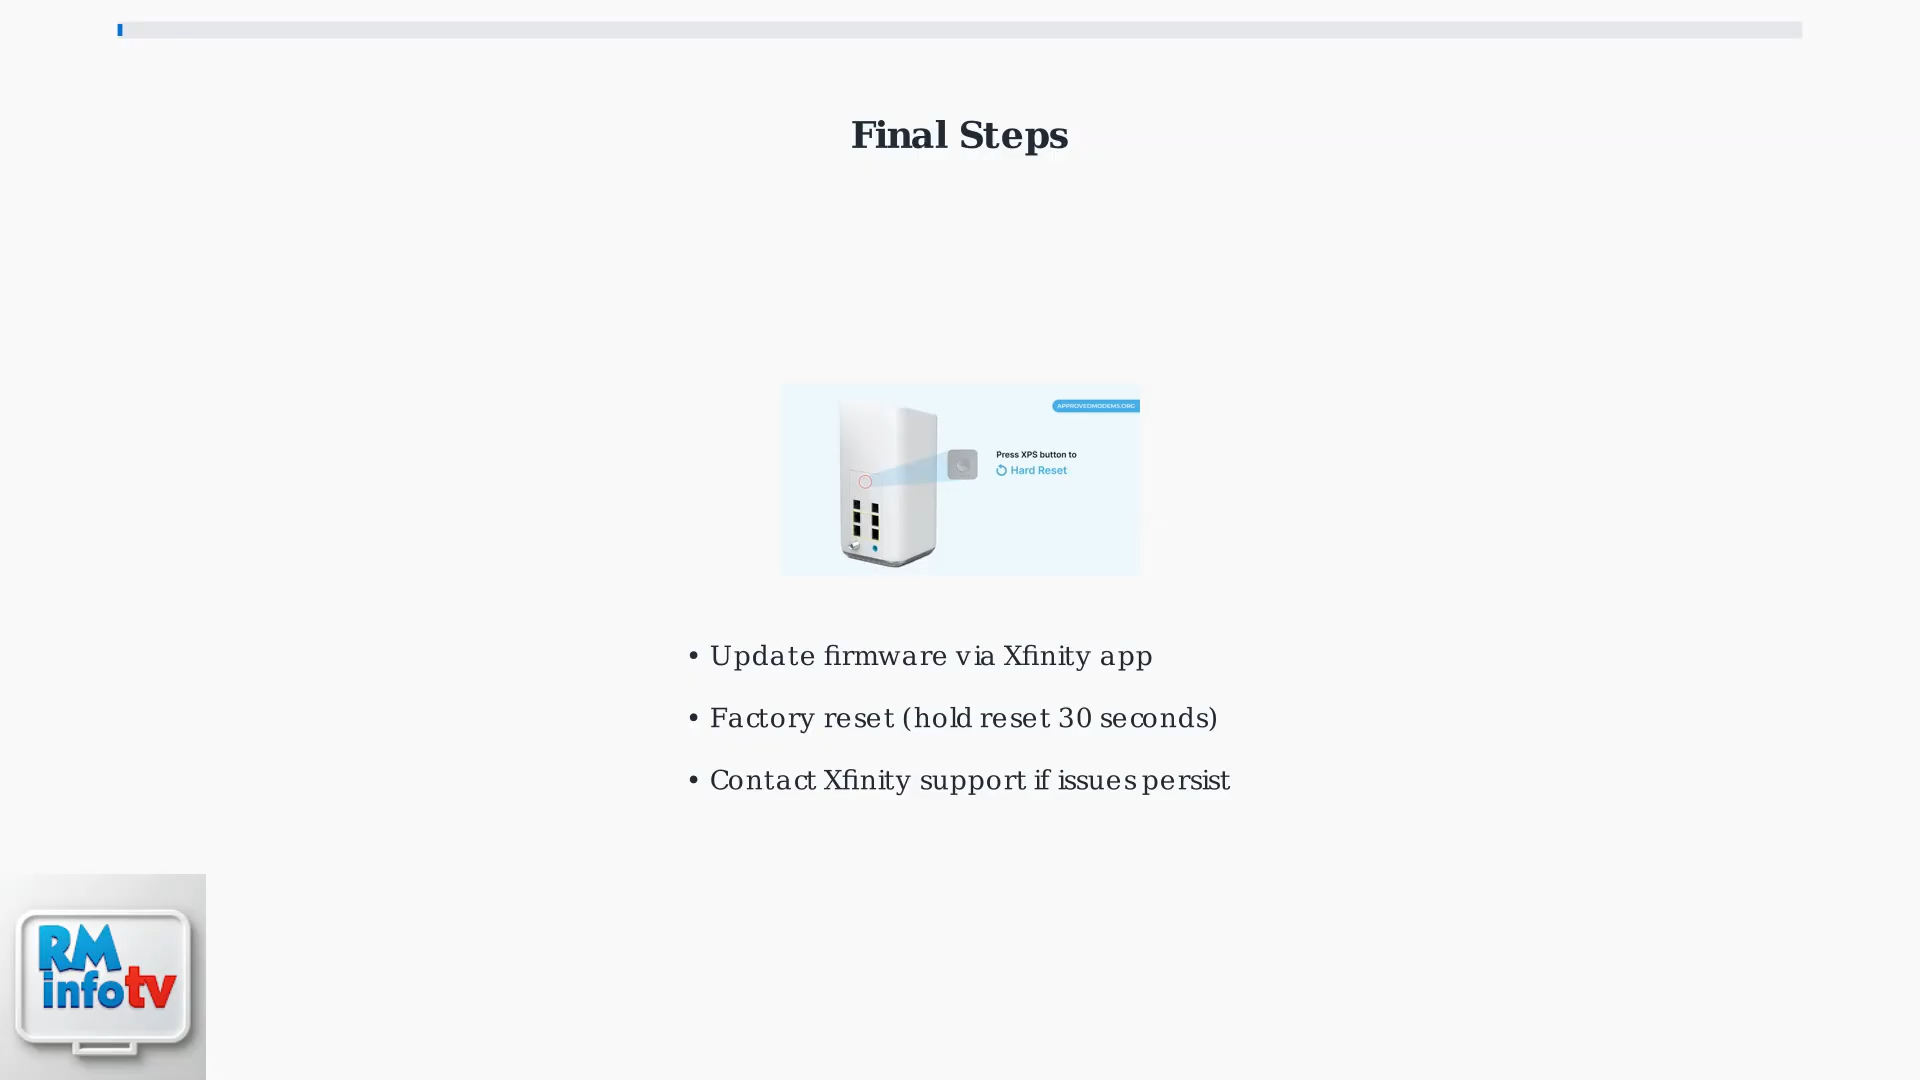 Final Steps
APPROVEDMODEMS.ORG
Press XPS button to
Hard Reset
• Update firmware via Xfinity app
• Factory reset (hold reset 30 seconds)
• Contact Xfinity support if issues persist
RM
infotv